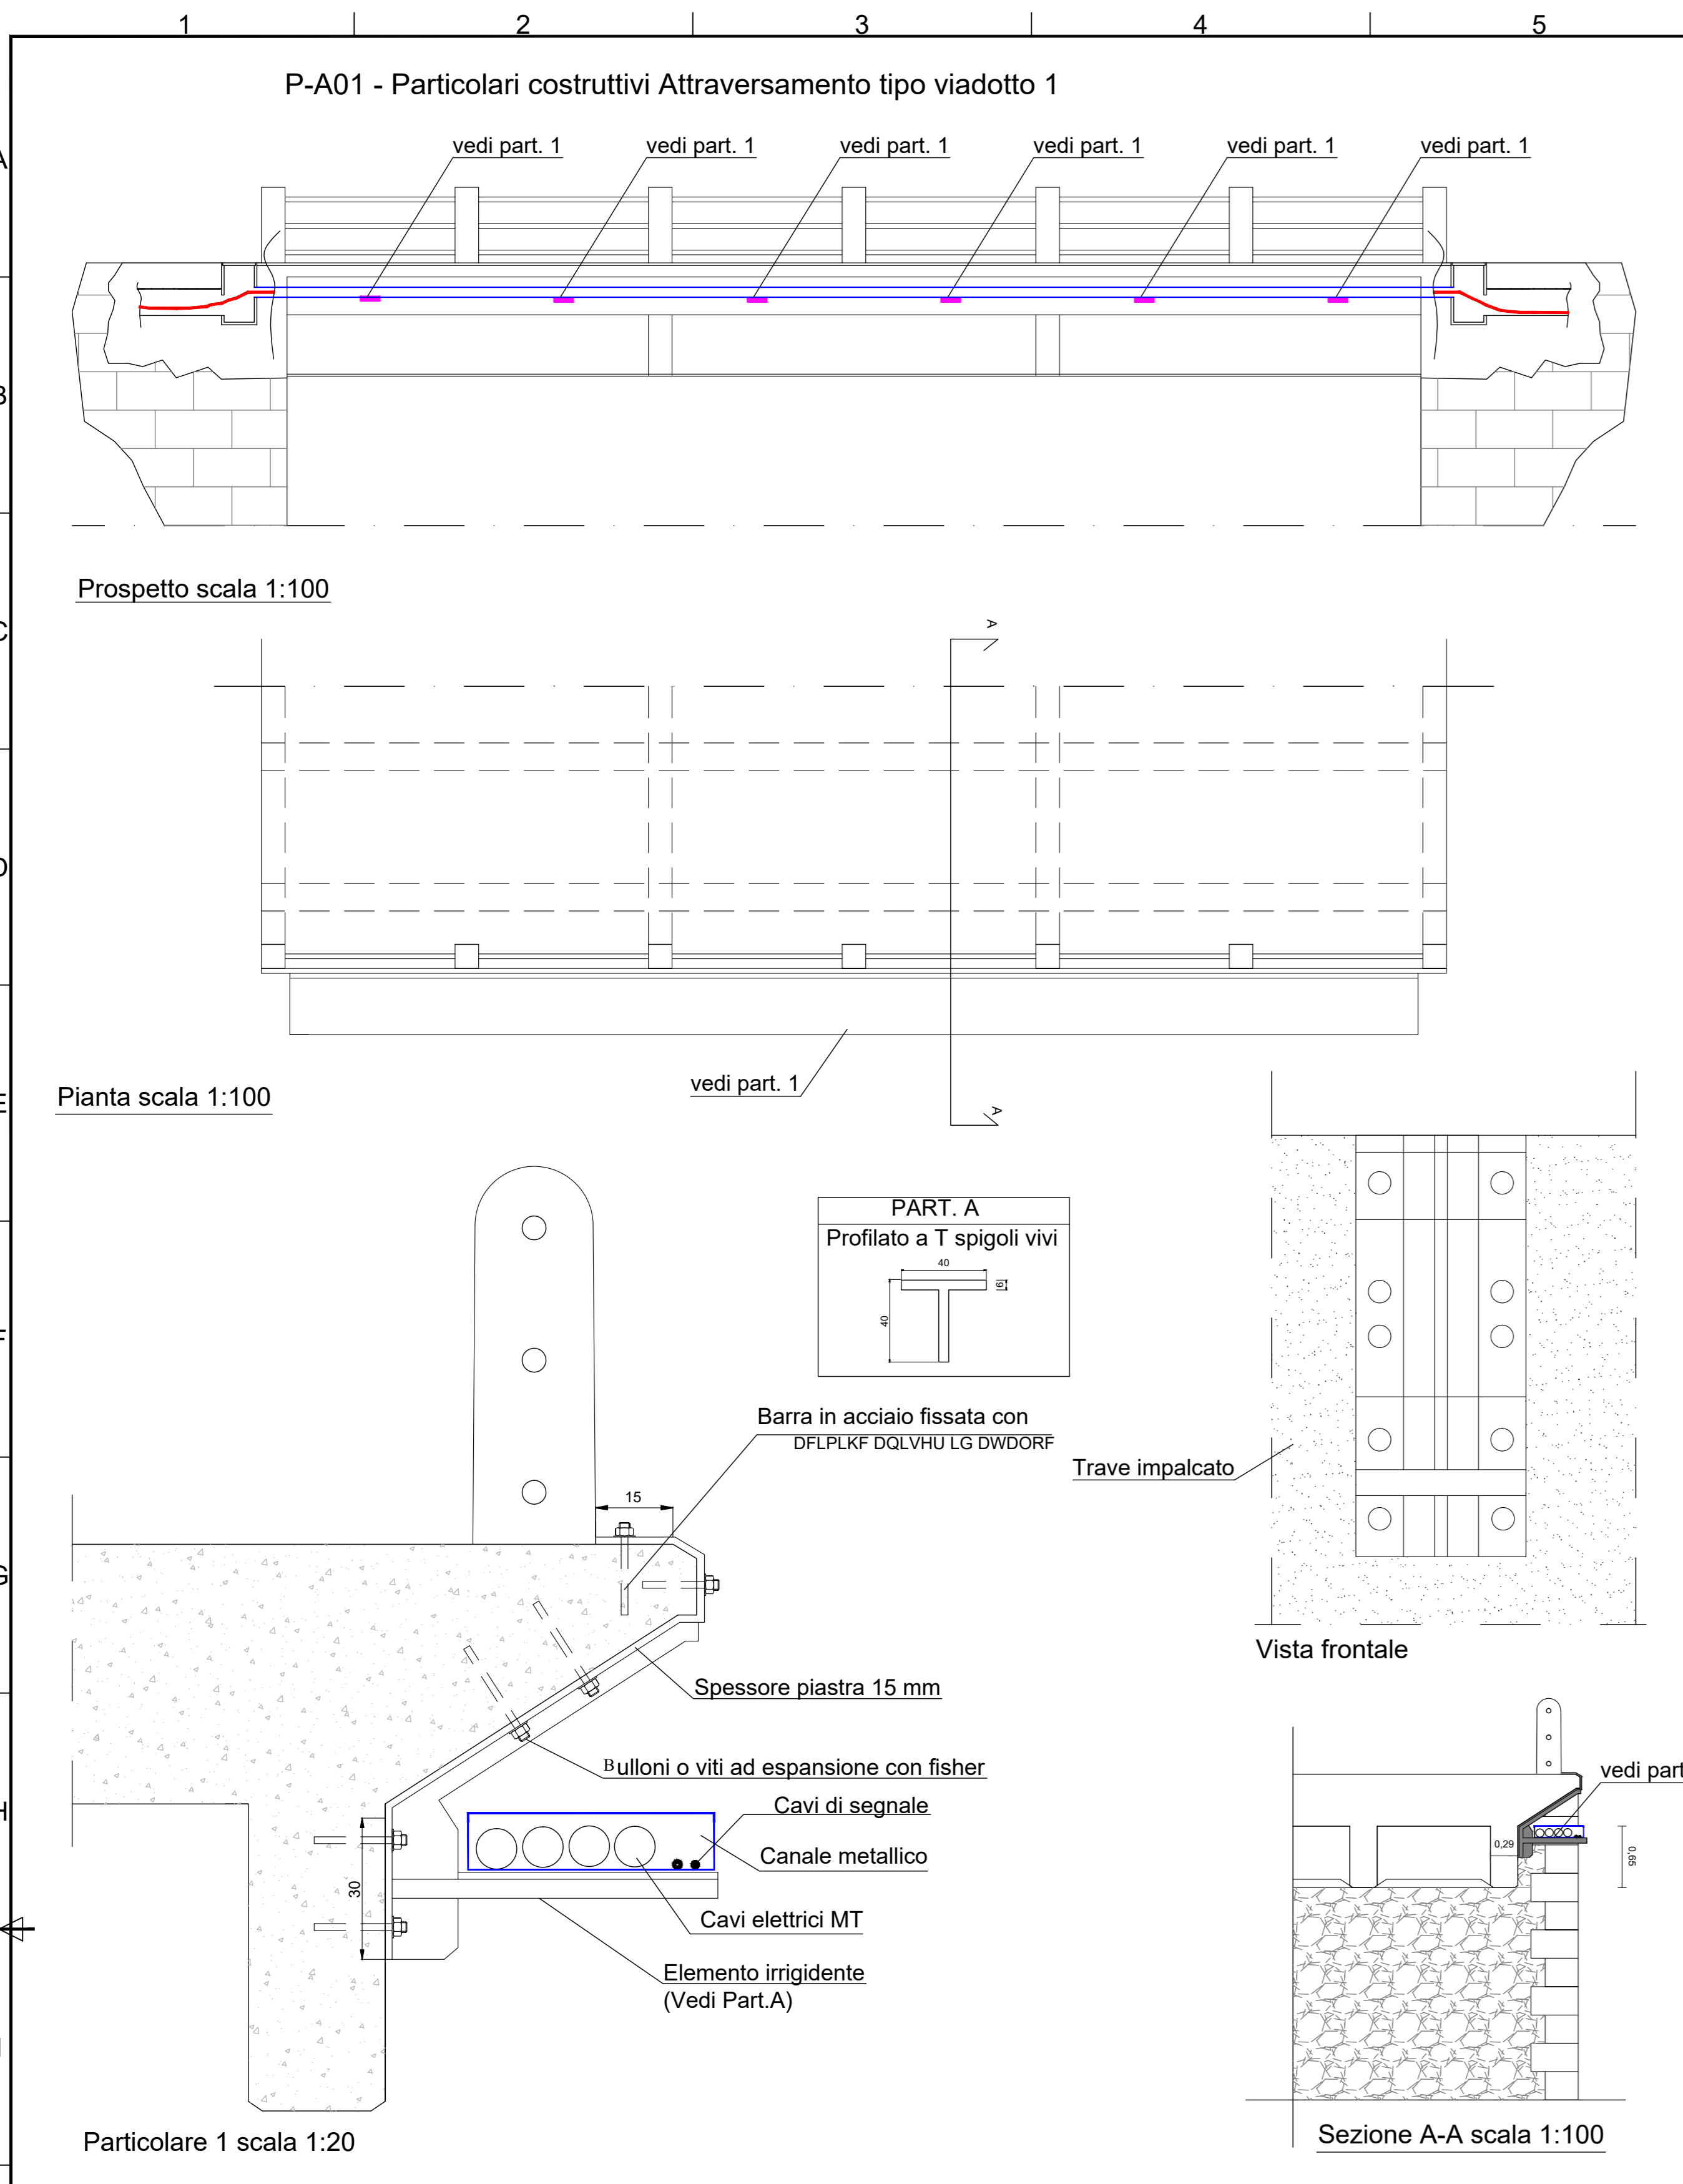 1 2 3 4 5
P-A01 - Particolari costruttivi Attraversamento tipo viadotto 1
vedi part. 1 vedi part. 1 vedi part. 1 vedi part. 1 vedi part. 1 vedi part. 1
A
B
Prospetto scala 1:100
C
A
D
vedi part. 1
Pianta scala 1:100
E
A
PART. A
Profilato a T spigoli vivi
40
6
40
F
Barra in acciaio fissata con
DFLPLKF DQLVHU LG DWDORF
Trave impalcato
15
G
Vista frontale
Spessore piastra 15 mm
Bulloni o viti ad espansione con fisher
vedi part
H
Cavi di segnale
Canale metallico
0,29
0,65
30
Cavi elettrici MT
Elemento irrigidente
(Vedi Part.A)
Particolare 1 scala 1:20
Sezione A-A scala 1:100